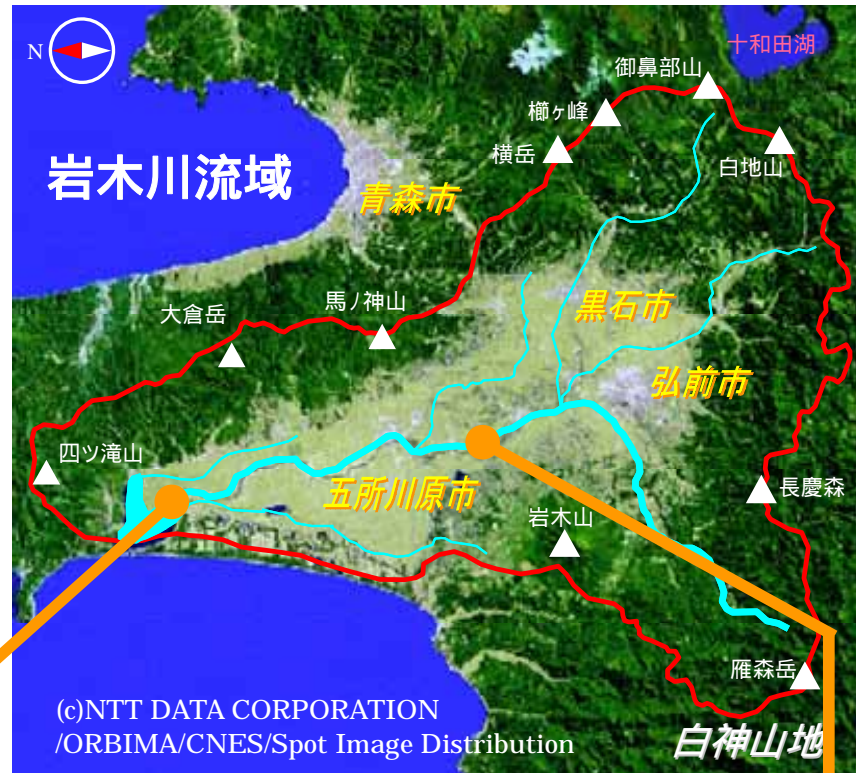 N
十和田湖
御鼻部山
櫛ヶ峰
横岳
白地山
岩木川流域
青森市
黒石市
馬ノ神山
大倉岳
弘前市
四ツ滝山
五所川原市
長慶森
岩木山
雁森岳
(c)NTT DATA CORPORATION
/ORBIMA/CNES/Spot Image Distribution
白神山地